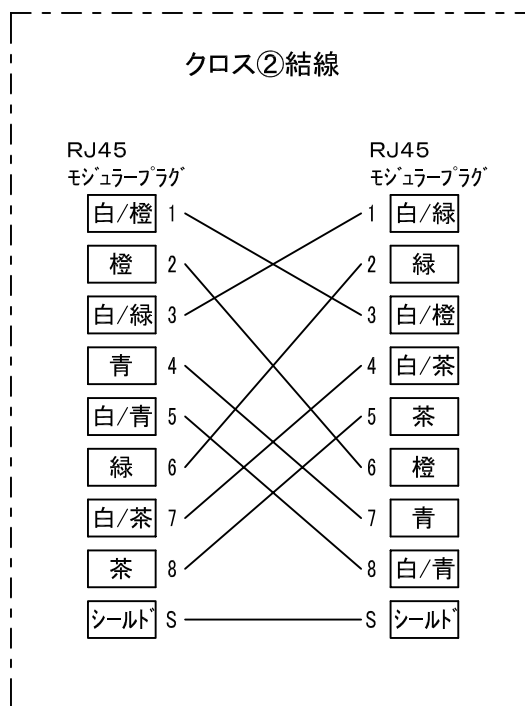 クロス②結線
RJ45 RJ45
モジュラープラグ モジュラープラグ
白/橙 1 1 白/緑
橙 2 2 緑
白/緑 3 3 白/橙
青 4 4 白/茶
白/青 5 5 茶
緑 6 6 橙
白/茶 7 7 青
茶 8 8 白/青
シールド S S シールド